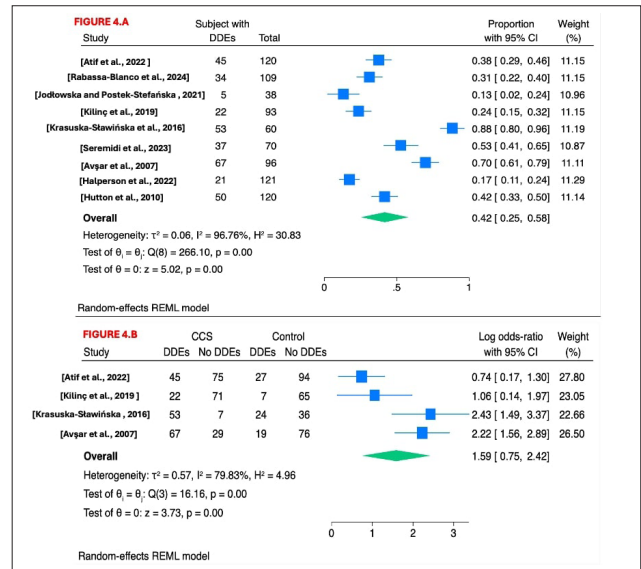 FIGURE 4.A
Subject with Proportion Weight
Study DDEs Total with 95% CI (%)
[Atif et al., 2022 ] 45 120 0.38 [ 0.29, 0.46] 11.15
[Rabassa-Blanco et al., 2024] 34 109 0.31 [ 0.22, 0.40] 11.15
[Jodłowska and Postek-Stefańska , 2021] 5 38 0.13 [ 0.02, 0.24] 10.96
[Kilinç et al., 2019] 22 93 0.24 [ 0.15, 0.32] 11.15
[Krasuska-Sławińska et al., 2016] 53 60 0.88 [ 0.80, 0.96] 11.19
[Seremidi et al., 2023] 37 70 0.53 [ 0.41, 0.65] 10.87
[Avşar et al., 2007] 67 96 0.70 [ 0.61, 0.79] 11.11
[Halperson et al., 2022] 21 121 0.17 [ 0.11, 0.24] 11.29
[Hutton et al., 2010] 50 120 0.42 [ 0.33, 0.50] 11.14
Overall 0.42 [ 0.25, 0.58]
Heterogeneity: τ² = 0.06, I² = 96.76%, H² = 30.83
Test of θᵢ = θⱼ: Q(8) = 266.10, p = 0.00
Test of θ = 0: z = 5.02, p = 0.00
0 .5 1
Random-effects REML model
FIGURE 4.B
CCS Control Log odds-ratio Weight
Study DDEs No DDEs DDEs No DDEs with 95% CI (%)
[Atif et al., 2022] 45 75 27 94 0.74 [ 0.17, 1.30] 27.80
[Kilinç et al., 2019 ] 22 71 7 65 1.06 [ 0.14, 1.97] 23.05
[Krasuska-Sławińska , 2016] 53 7 24 36 2.43 [ 1.49, 3.37] 22.66
[Avşar et al., 2007] 67 29 19 76 2.22 [ 1.56, 2.89] 26.50
Overall 1.59 [ 0.75, 2.42]
Heterogeneity: τ² = 0.57, I² = 79.83%, H² = 4.96
Test of θᵢ = θⱼ: Q(3) = 16.16, p = 0.00
Test of θ = 0: z = 3.73, p = 0.00
0 1 2 3
Random-effects REML model